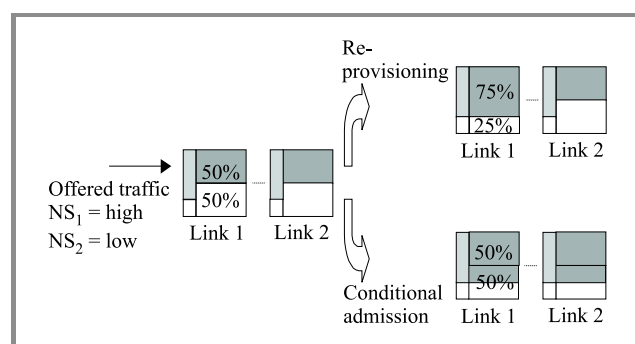 Re-
provisioning
75%
25%
Link 1
Link 2
Offered traffic
NS1 = high
NS2 = low
50%
50%
Link 1
Link 2
Conditional
admission
50%
50%
Link 1
Link 2